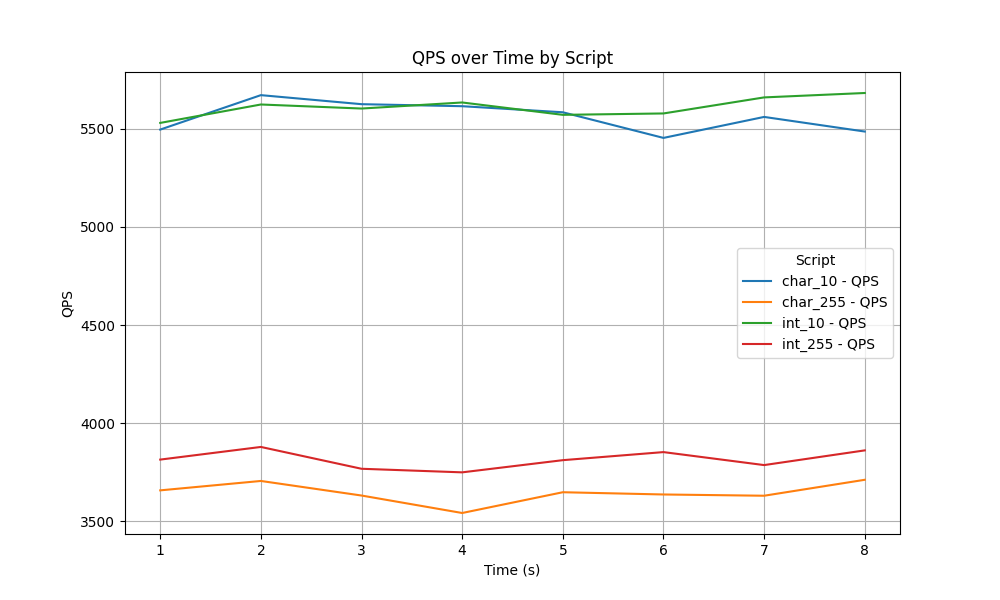 QPS over Time by Script
QPS
5500
5000
4500
4000
3500
Script
char_10 - QPS
char_255 - QPS
int_10 - QPS
int_255 - QPS
1 2 3 4 5 6 7 8
Time (s)